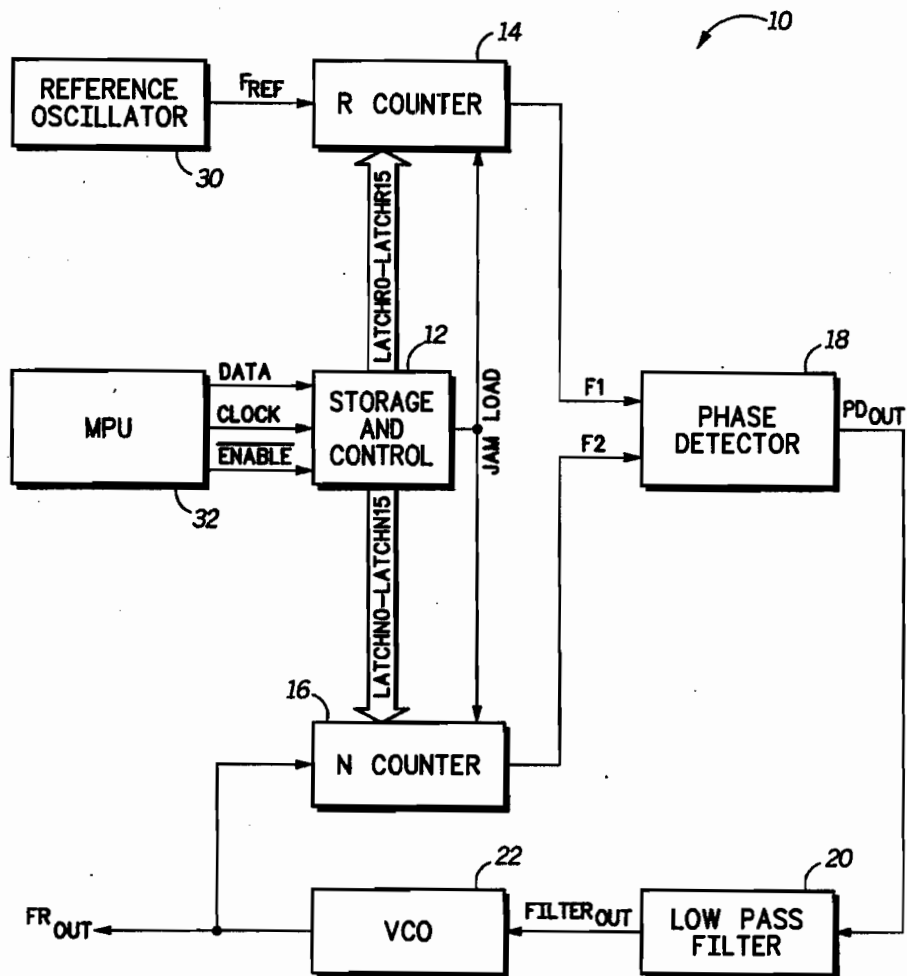 10
14
REFERENCE
OSCILLATOR
30
FREF
R COUNTER
LATCHR0-LATCHR15
12
MPU
32
DATA
CLOCK
ENABLE
STORAGE
AND
CONTROL
JAM LOAD
F1
F2
18
PHASE
DETECTOR
PDOUT
LATCHN0-LATCHN15
16
N COUNTER
FROUT
22
VCO
FILTEROUT
20
LOW PASS
FILTER